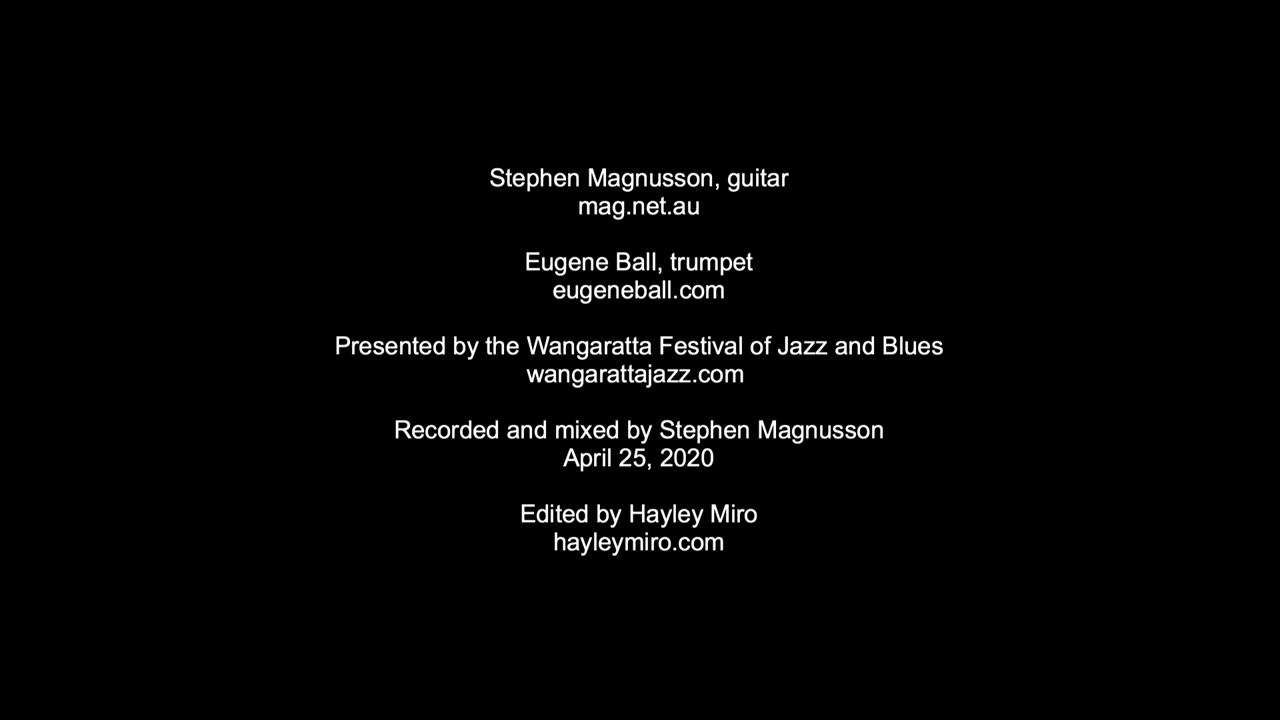 Stephen Magnusson, guitar
mag.net.au
Eugene Ball, trumpet
eugeneball.com
Presented by the Wangaratta Festival of Jazz and Blues
wangarattajazz.com
Recorded and mixed by Stephen Magnusson
April 25, 2020
Edited by Hayley Miro
hayleymiro.com